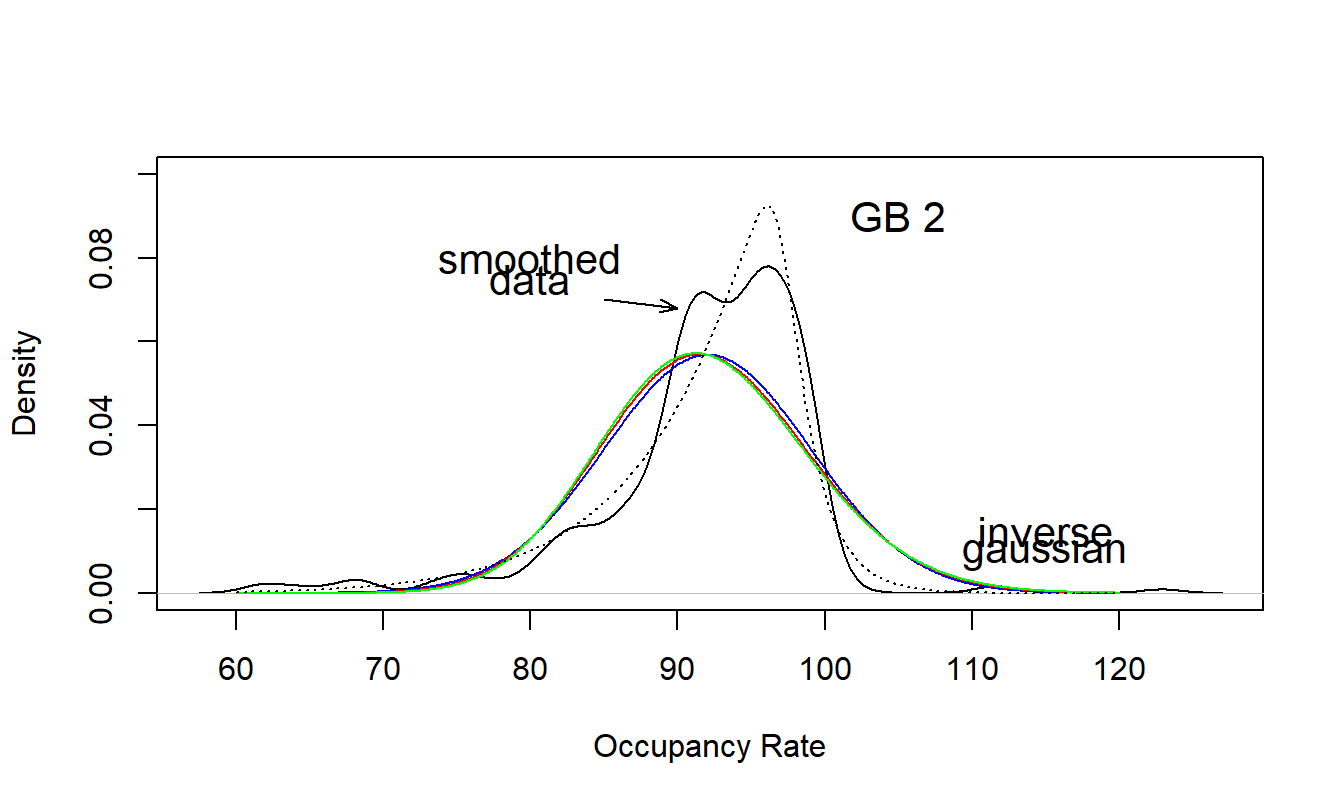 GB 2
smoothed
data
inverse
gaussian
Density
0.00
0.04
0.08
60 70 80 90 100 110 120
Occupancy Rate